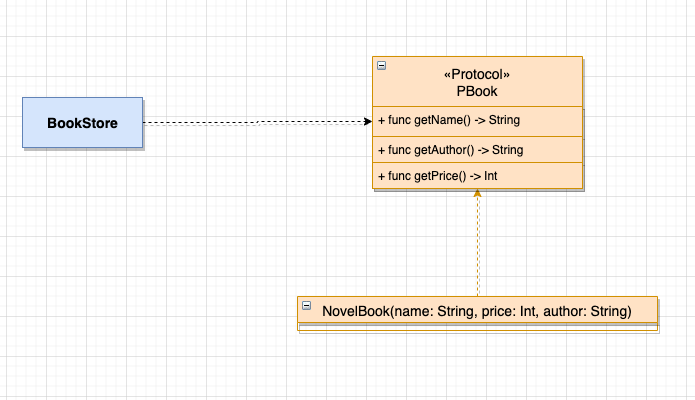 «Protocol»
PBook
BookStore
+ func getName() -> String
+ func getAuthor() -> String
+ func getPrice() -> Int
NovelBook(name: String, price: Int, author: String)